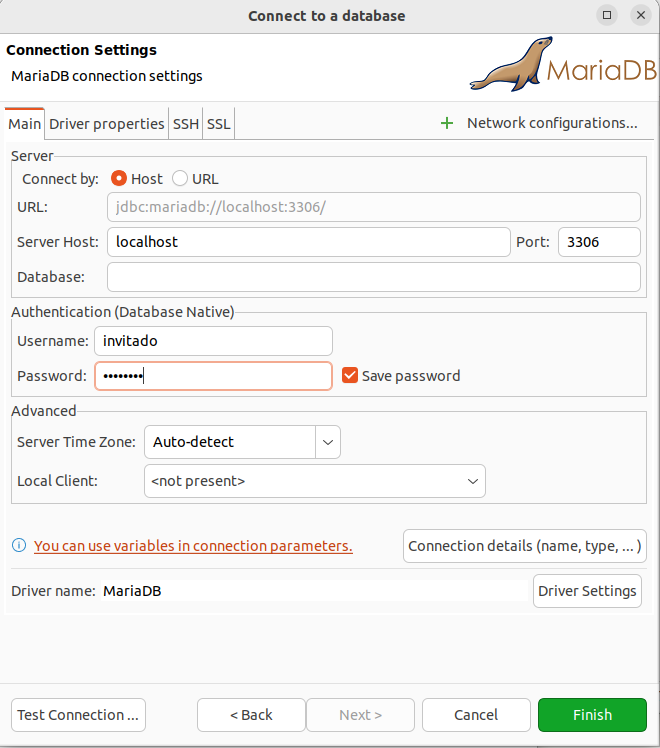 Connect to a database
Connection Settings
MariaDB connection settings
MariaDB
Main Driver properties SSH SSL + Network configurations...
Server
Connect by: Host URL
URL: jdbc:mariadb://localhost:3306/
Server Host: localhost Port: 3306
Database:
Authentication (Database Native)
Username: invitado
Password: ••••••••
Save password
Advanced
Server Time Zone: Auto-detect
Local Client: <not present>
You can use variables in connection parameters. Connection details (name, type, ... )
Driver name: MariaDB Driver Settings
Test Connection ... < Back Next > Cancel Finish